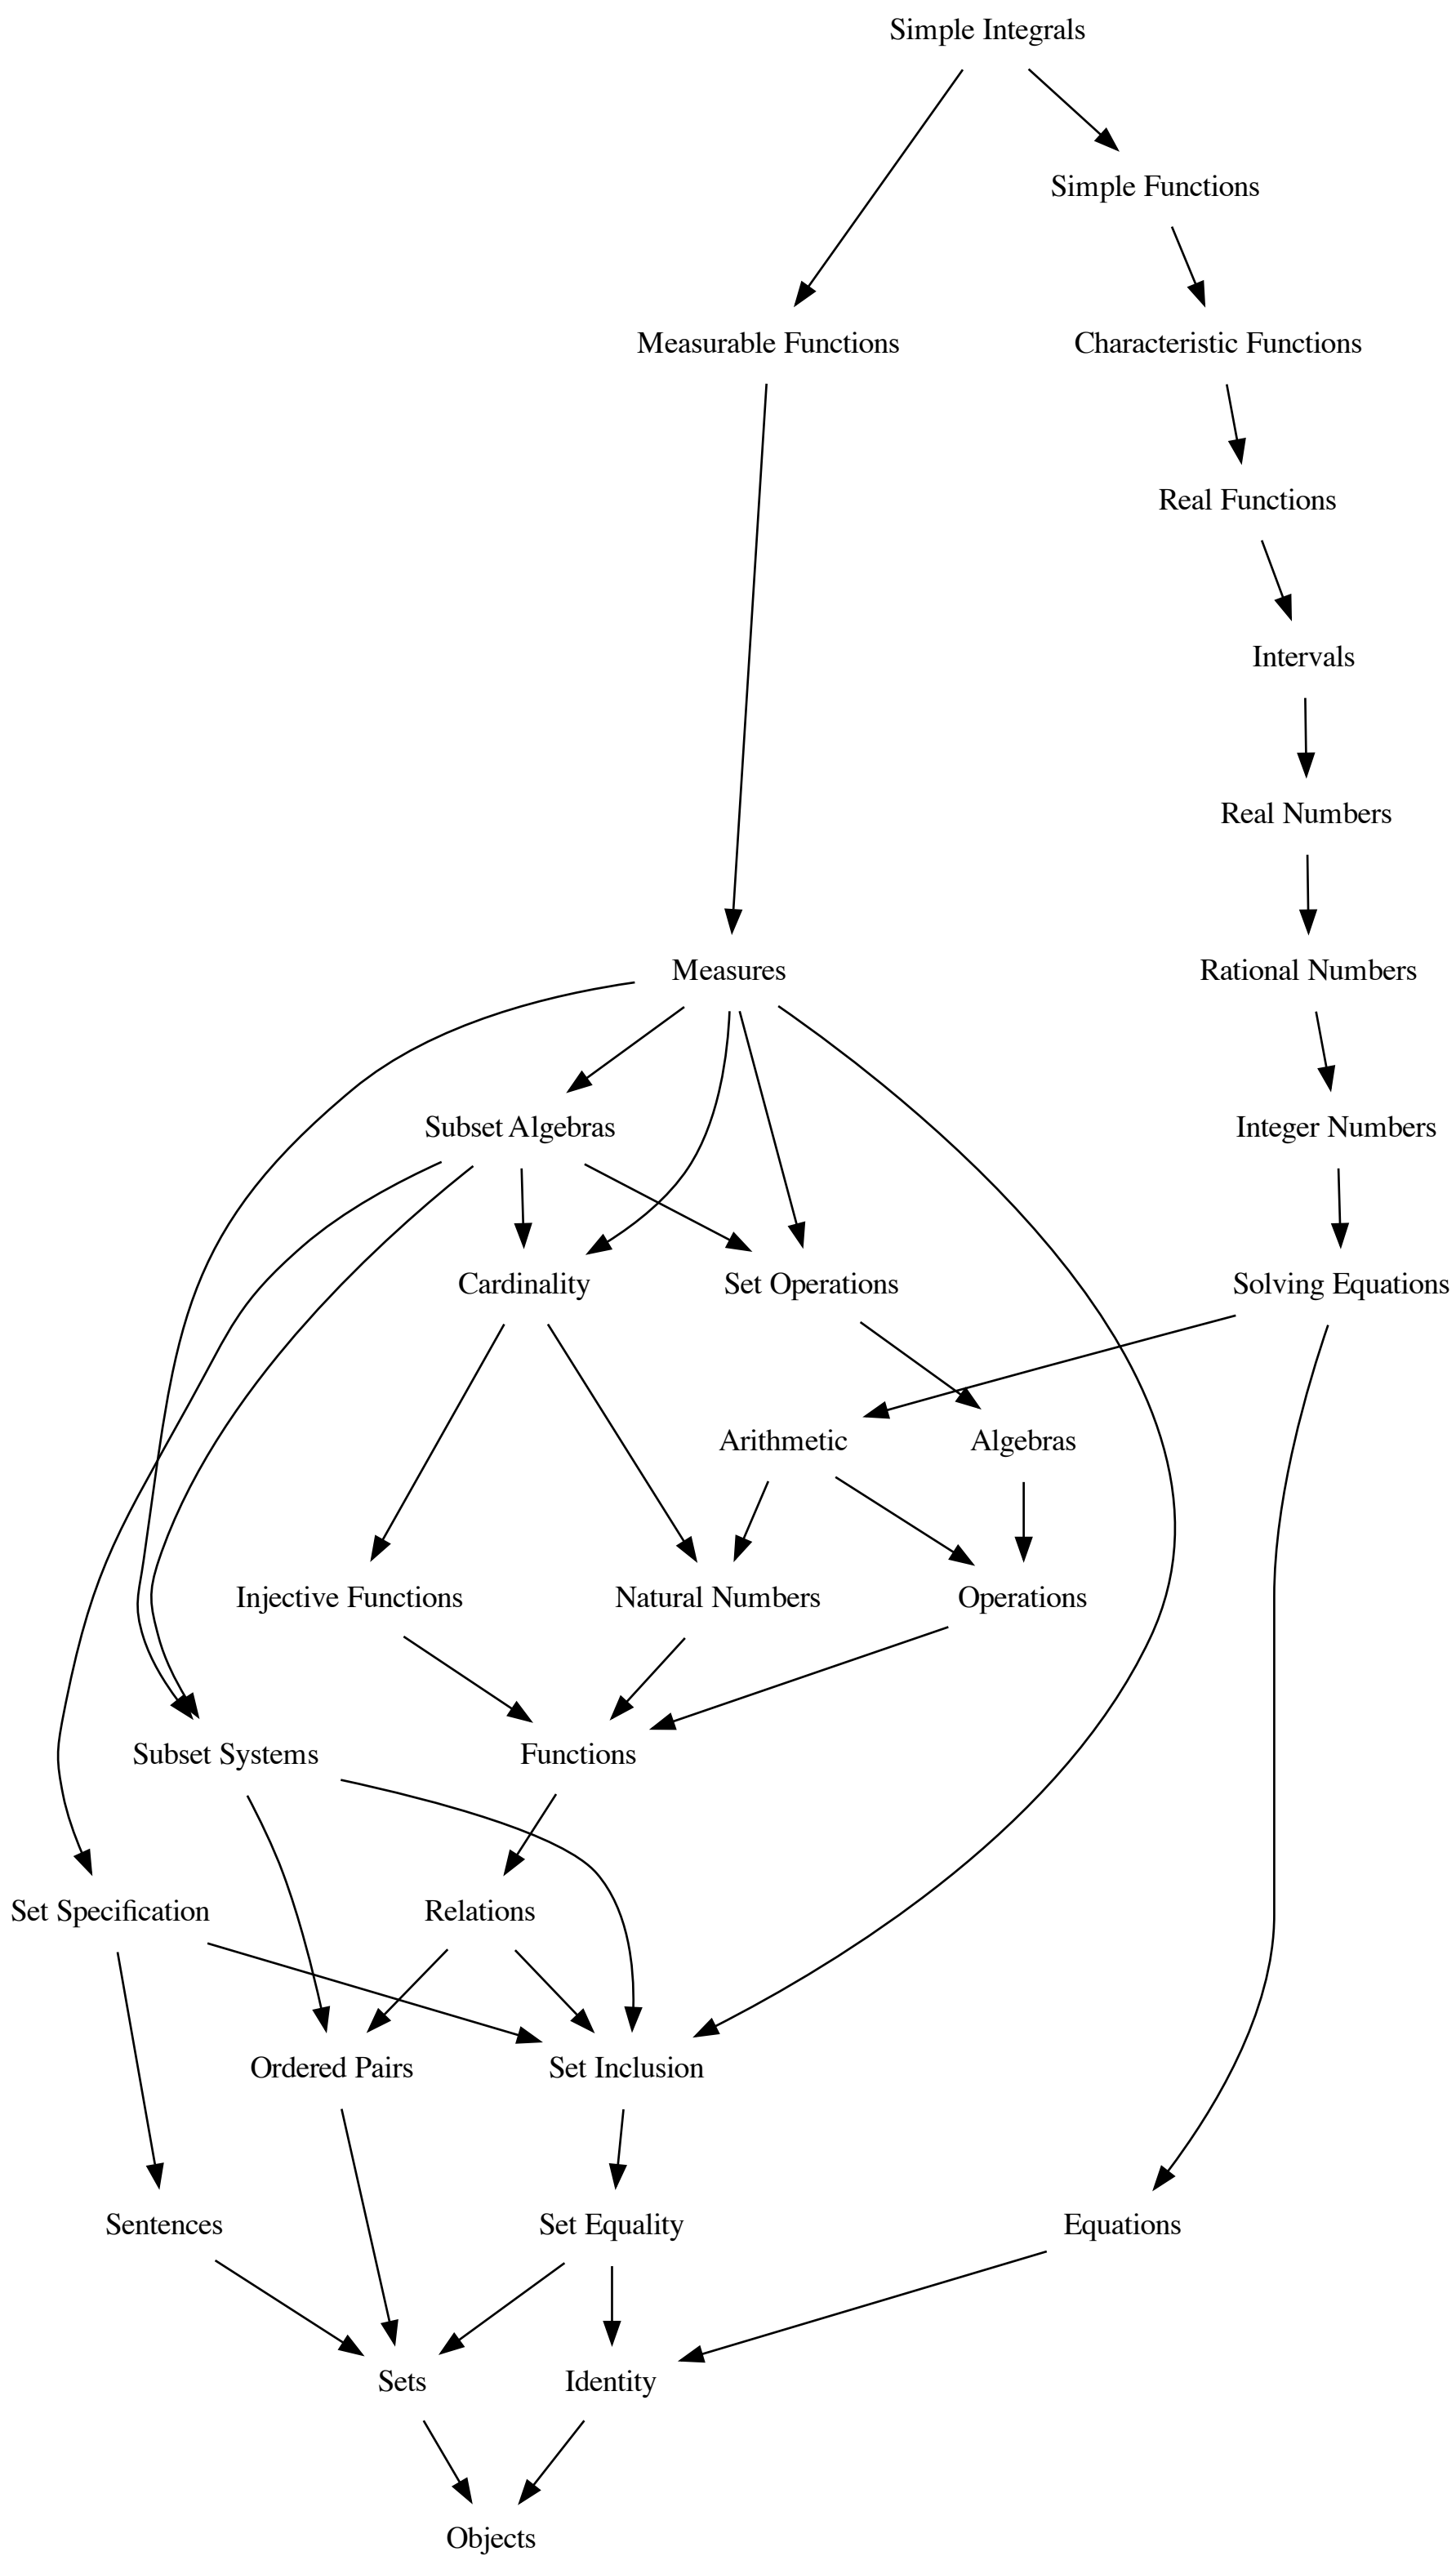 Simple Integrals
Simple Functions
Measurable Functions
Characteristic Functions
Real Functions
Intervals
Real Numbers
Measures
Rational Numbers
Subset Algebras
Integer Numbers
Cardinality
Set Operations
Solving Equations
Arithmetic
Algebras
Injective Functions
Natural Numbers
Operations
Subset Systems
Functions
Set Specification
Relations
Ordered Pairs
Set Inclusion
Sentences
Set Equality
Equations
Sets
Identity
Objects